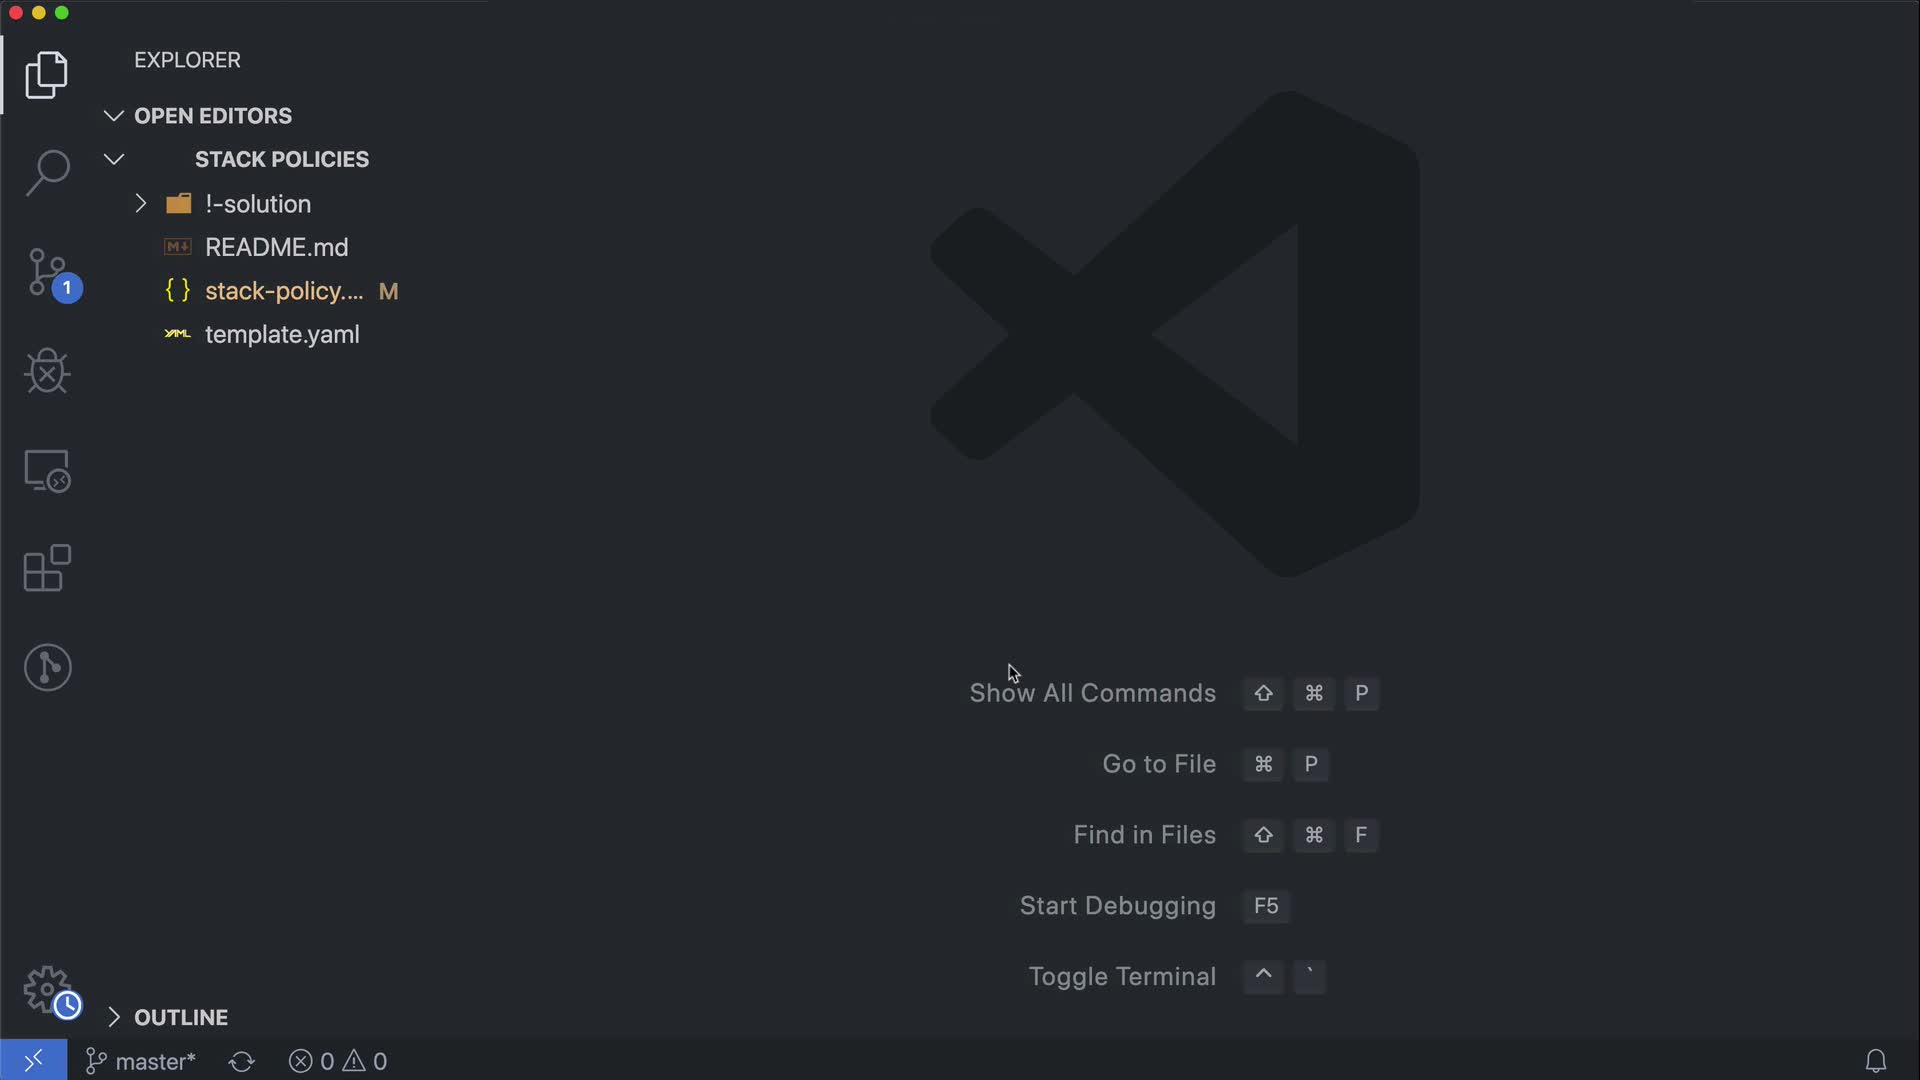 EXPLORER
OPEN EDITORS
STACK POLICIES
!-solution
README.md
{ } stack-policy.... M
YAML template.yaml
1
Show All Commands ⇧ ⌘ P
Go to File ⌘ P
Find in Files ⇧ ⌘ F
Start Debugging F5
Toggle Terminal ^ `
OUTLINE
master* 0 0